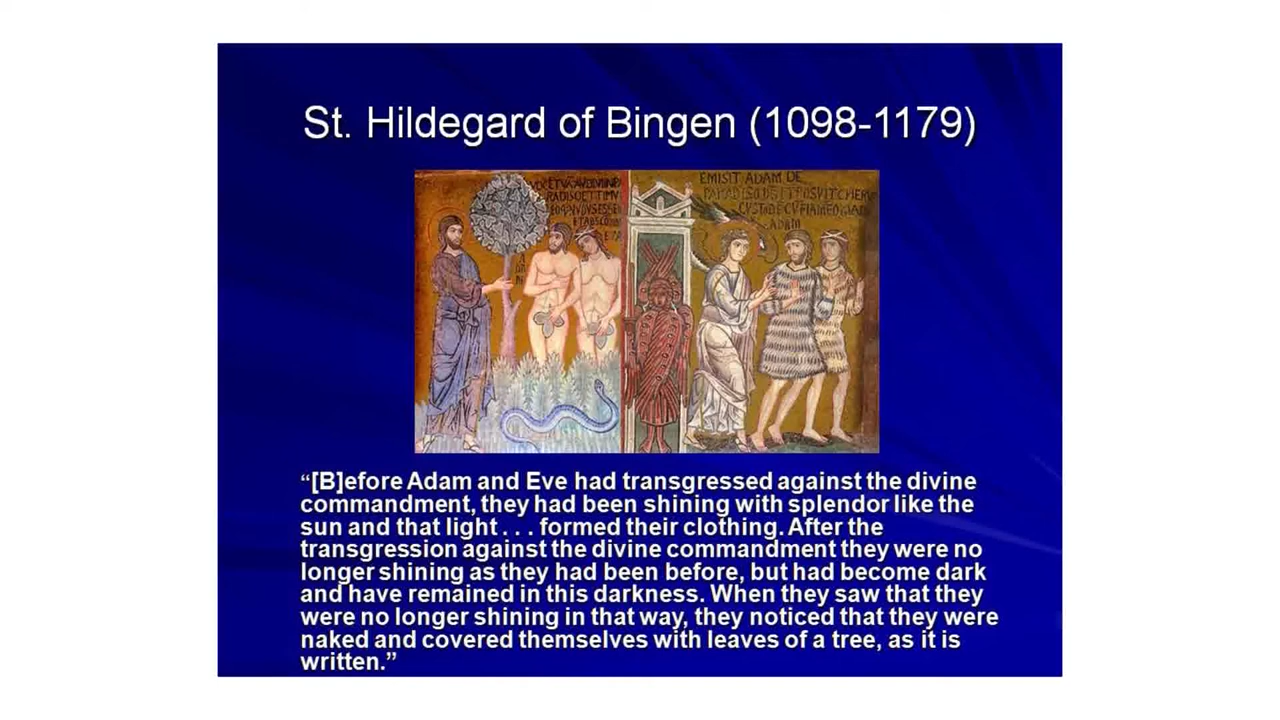 St. Hildegard of Bingen (1098-1179)
EMISIT ADAM DE
ADAM
“[B]efore Adam and Eve had transgressed against the divine
commandment, they had been shining with splendor like the
sun and that light . . . formed their clothing. After the
transgression against the divine commandment they were no
longer shining as they had been before, but had become dark
and have remained in this darkness. When they saw that they
were no longer shining in that way, they noticed that they were
naked and covered themselves with leaves of a tree, as it is
written.”